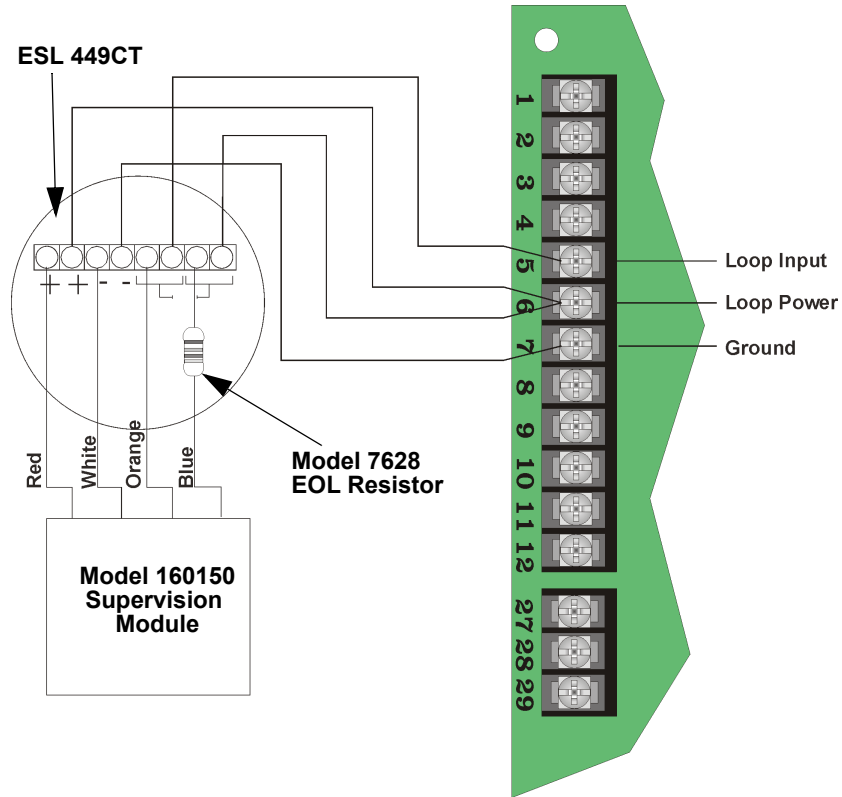 ESL 449CT
+ + - -
Red
White
Orange
Blue
Model 7628
EOL Resistor
Model 160150
Supervision
Module
1
2
3
4
5
6
7
8
9
10
11
12
27
28
29
Loop Input
Loop Power
Ground